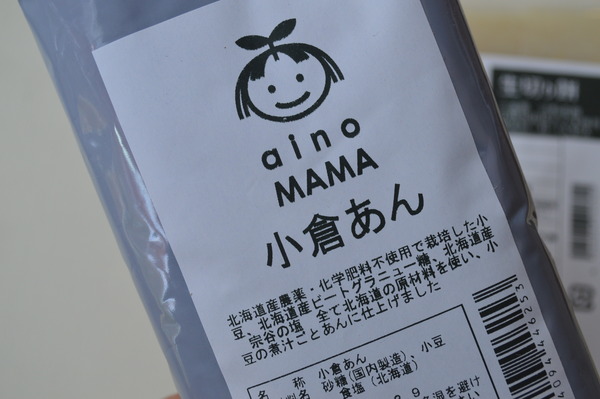 aino
MAMA
小倉あん
北海道産農薬・化学肥料不使用で栽培した小
豆、北海道産ビートグラニュー糖、北海道産
宗谷の塩 全て北海道の原材料を使い、小
豆の煮汁ごとあんに仕上げました
名 称 小倉あん
砂糖(国内製造)、小豆
食塩(北海道)